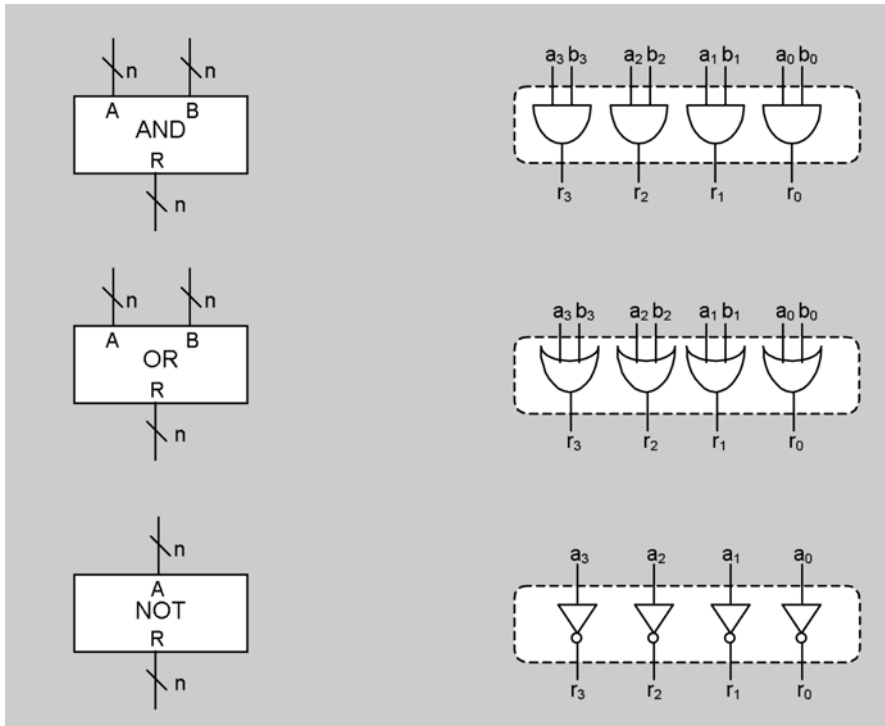 n n
A B
AND
R
n
a₃ b₃ a₂ b₂ a₁ b₁ a₀ b₀
r₃ r₂ r₁ r₀
n n
A B
OR
R
n
a₃ b₃ a₂ b₂ a₁ b₁ a₀ b₀
r₃ r₂ r₁ r₀
n
A
NOT
R
n
a₃ a₂ a₁ a₀
r₃ r₂ r₁ r₀